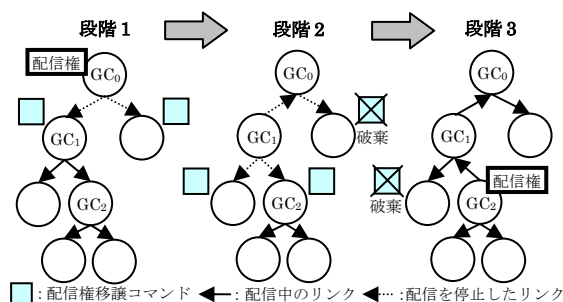 段階1
段階2
段階3
配信権
GC0
GC0
GC0
GC1
GC1
GC1
破棄
破棄
配信権
GC2
GC2
GC2
:配信権移譲コマンド
:配信中のリンク
:配信を停止したリンク